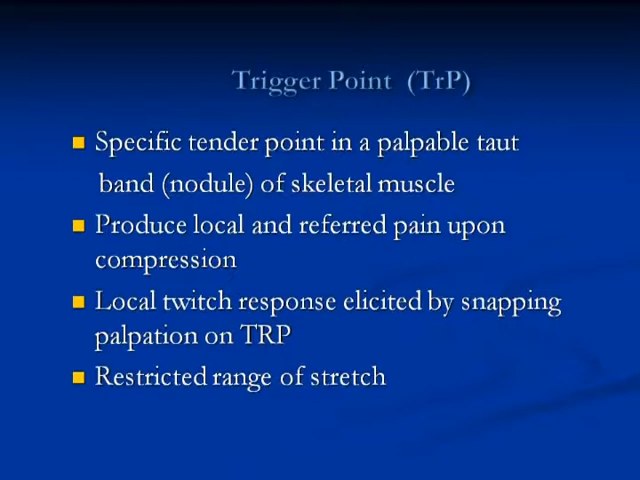 Trigger Point (TrP)
Specific tender point in a palpable taut
band (nodule) of skeletal muscle
Produce local and referred pain upon
compression
Local twitch response elicited by snapping
palpation on TRP
Restricted range of stretch